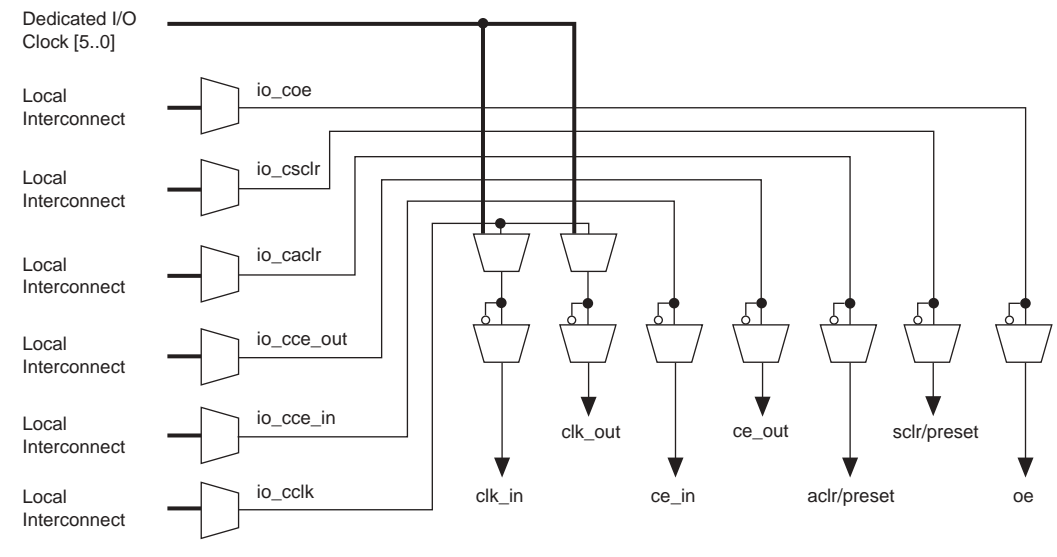 Dedicated I/O
Clock [5..0]
Local
Interconnect
io_coe
Local
Interconnect
io_csclr
Local
Interconnect
io_caclr
Local
Interconnect
io_cce_out
Local
Interconnect
io_cce_in
Local
Interconnect
io_cclk
clk_out
ce_out
sclr/preset
clk_in
ce_in
aclr/preset
oe